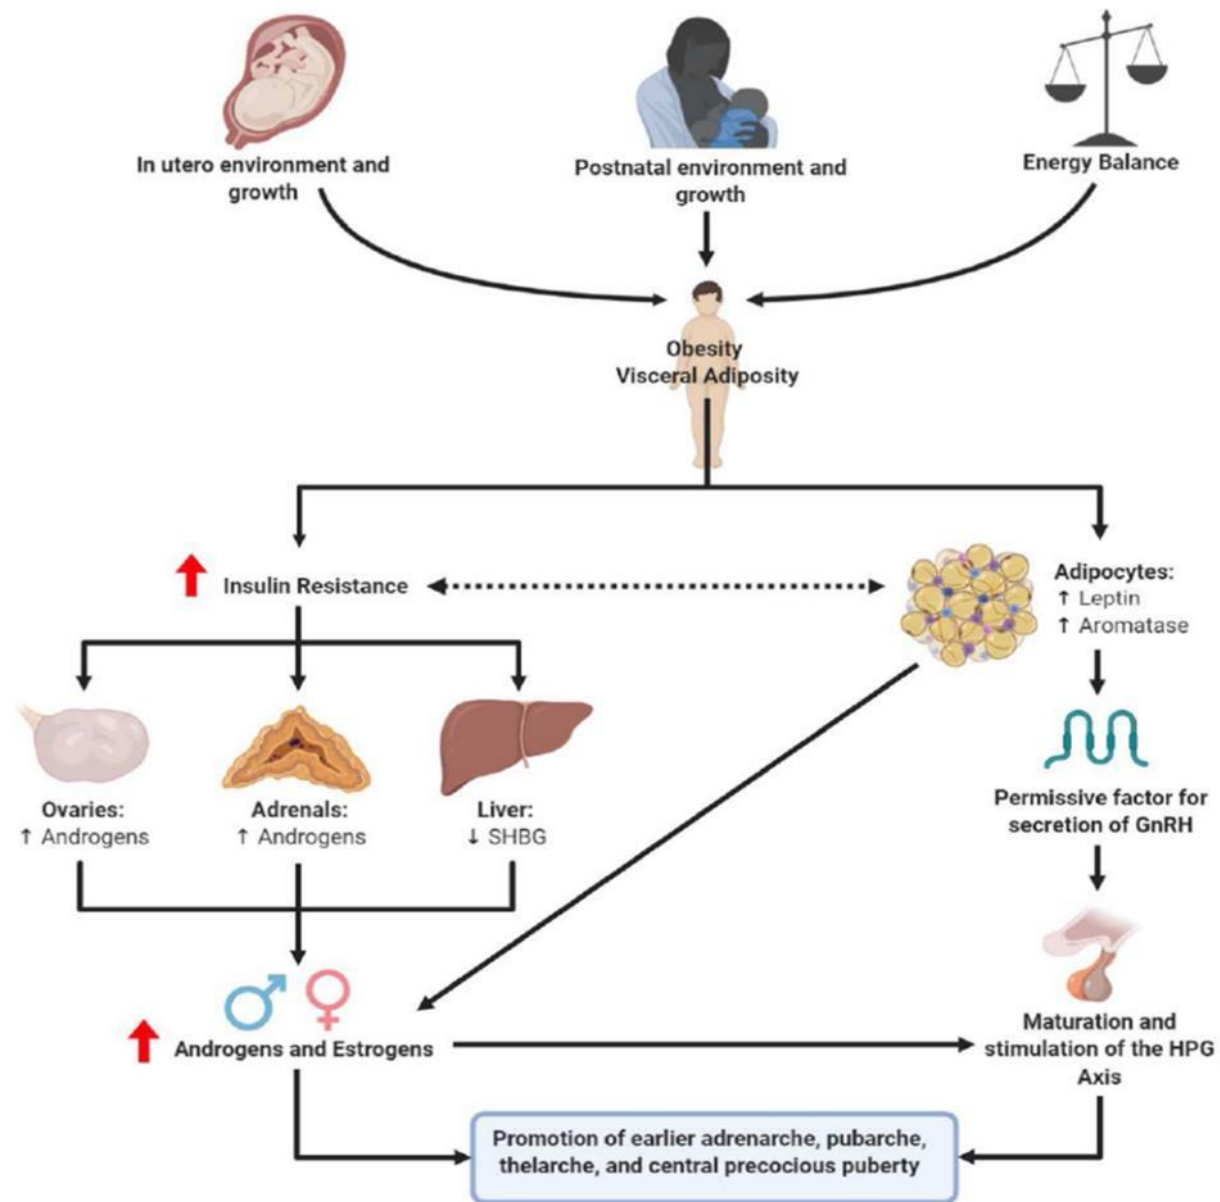 In utero environment and
growth
Postnatal environment and
growth
Energy Balance
Obesity
Visceral Adiposity
Insulin Resistance
Adipocytes:
↑ Leptin
↑ Aromatase
Ovaries:
↑ Androgens
Adrenals:
↑ Androgens
Liver:
↓ SHBG
Permissive factor for
secretion of GnRH
Androgens and Estrogens
Maturation and
stimulation of the HPG
Axis
Promotion of earlier adrenarche, pubarche,
thelarche, and central precocious puberty